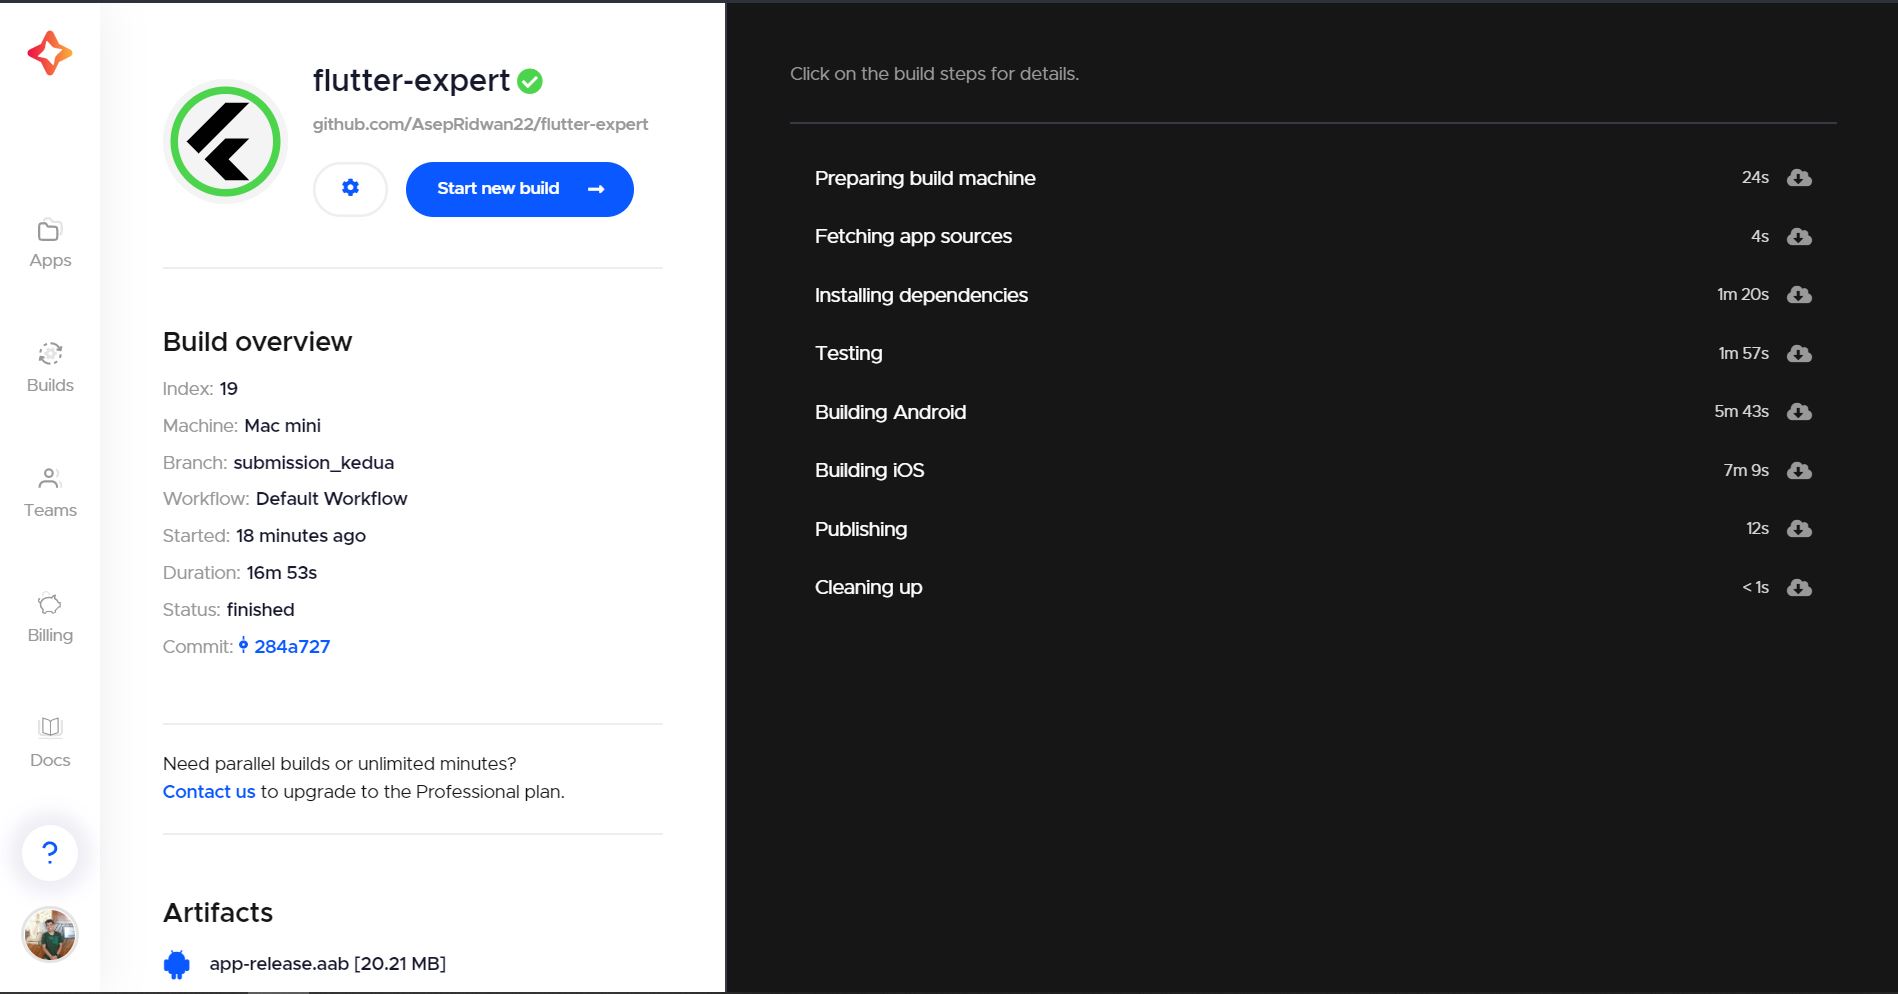 flutter-expert
github.com/AsepRidwan22/flutter-expert
Start new build
Apps
Builds
Teams
Billing
Docs
?
Build overview
Index: 19
Machine: Mac mini
Branch: submission_kedua
Workflow: Default Workflow
Started: 18 minutes ago
Duration: 16m 53s
Status: finished
Commit: 284a727
Need parallel builds or unlimited minutes?
Contact us to upgrade to the Professional plan.
Artifacts
app-release.aab [20.21 MB]
Click on the build steps for details.
Preparing build machine 24s
Fetching app sources 4s
Installing dependencies 1m 20s
Testing 1m 57s
Building Android 5m 43s
Building iOS 7m 9s
Publishing 12s
Cleaning up < 1s